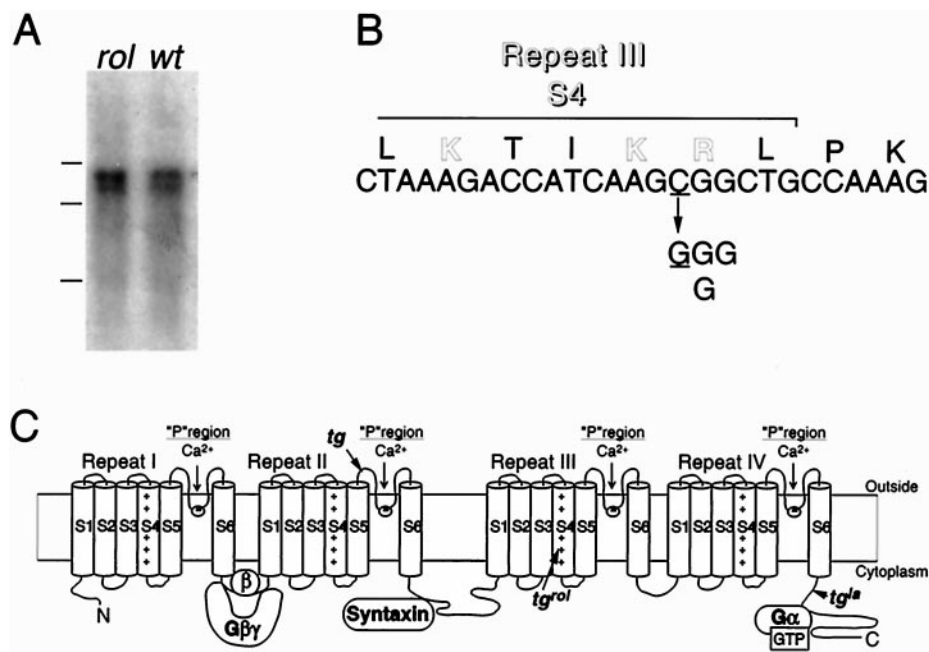 A
rol wt
B
Repeat III
S4
L K T I K R L P K
CTAAAGACCATCAAGCGGCTGCCAAAG
GGG
G
C
"P"region
Ca2+
tg
"P"region
Ca2+
"P"region
Ca2+
"P"region
Ca2+
Repeat I
Repeat II
Repeat III
Repeat IV
Outside
S1 S2 S3 S4 S5 S6
S1 S2 S3 S4 S5 S6
S1 S2 S3 S4 S5 S6
S1 S2 S3 S4 S5 S6
+ + + + +
+ + + + +
+ + + + +
+ + + + +
Cytoplasm
N
β
Gβγ
Syntaxin
tgrol
tgla
Gα
GTP
C